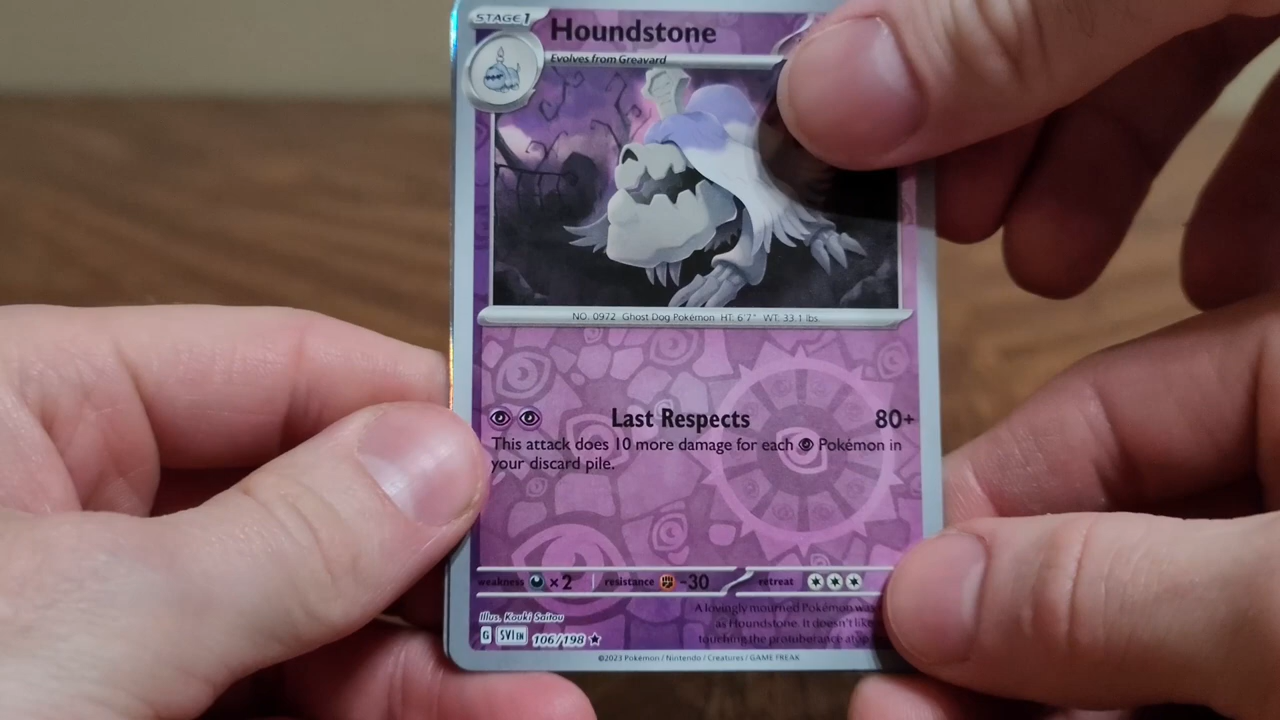 STAGE 1
Houndstone
Evolves from Greavard
NO. 0972 Ghost Dog Pokémon HT: 6'7" WT: 33.1 lbs.
Last Respects 80+
This attack does 10 more damage for each Pokémon in
your discard pile.
weakness ×2 resistance -30 retreat
A lovingly mourned Pokémon was
as Houndstone. It doesn't like
touching the protuberance atop
Illus. Kouki Saitou
G SVI EN 106/198 ★
©2023 Pokémon / Nintendo / Creatures / GAME FREAK